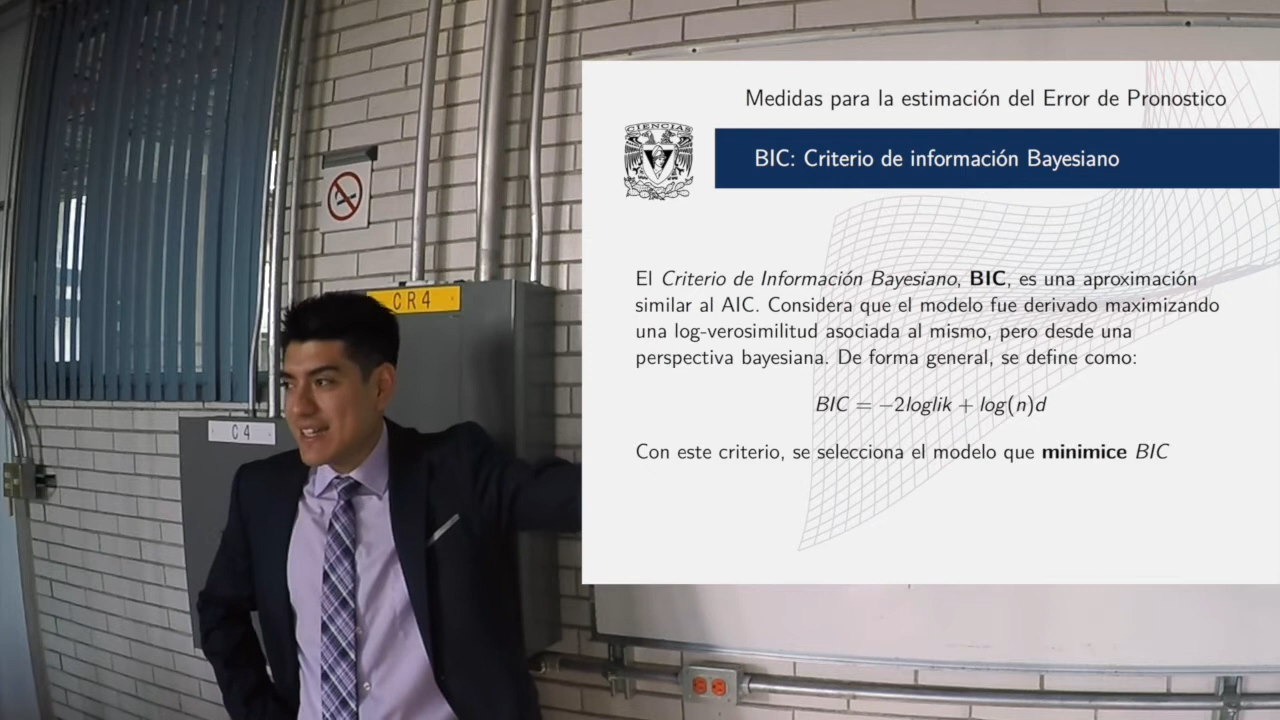 CR4
C 4
Medidas para la estimación del Error de Pronostico
CIENCIAS
BIC: Criterio de información Bayesiano
El Criterio de Información Bayesiano, BIC, es una aproximación
similar al AIC. Considera que el modelo fue derivado maximizando
una log-verosimilitud asociada al mismo, pero desde una
perspectiva bayesiana. De forma general, se define como:
BIC = −2loglik + log(n)d
Con este criterio, se selecciona el modelo que minimice BIC